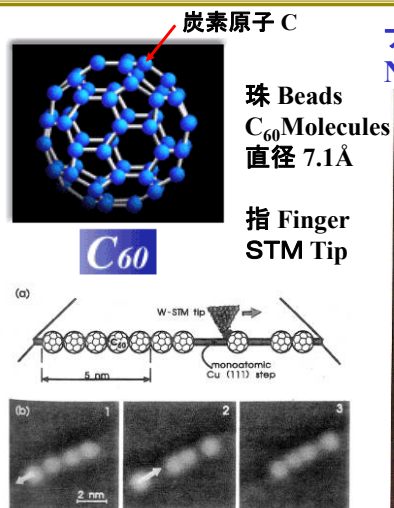 炭素原子 C
珠 Beads
C₆₀Molecules
直径 7.1Å
指 Finger
STM Tip
C₆₀
(a)
W-STM tip
C₆₀
monoatomic
Cu (111) step
5 nm
(b)
1
2
3
2 nm